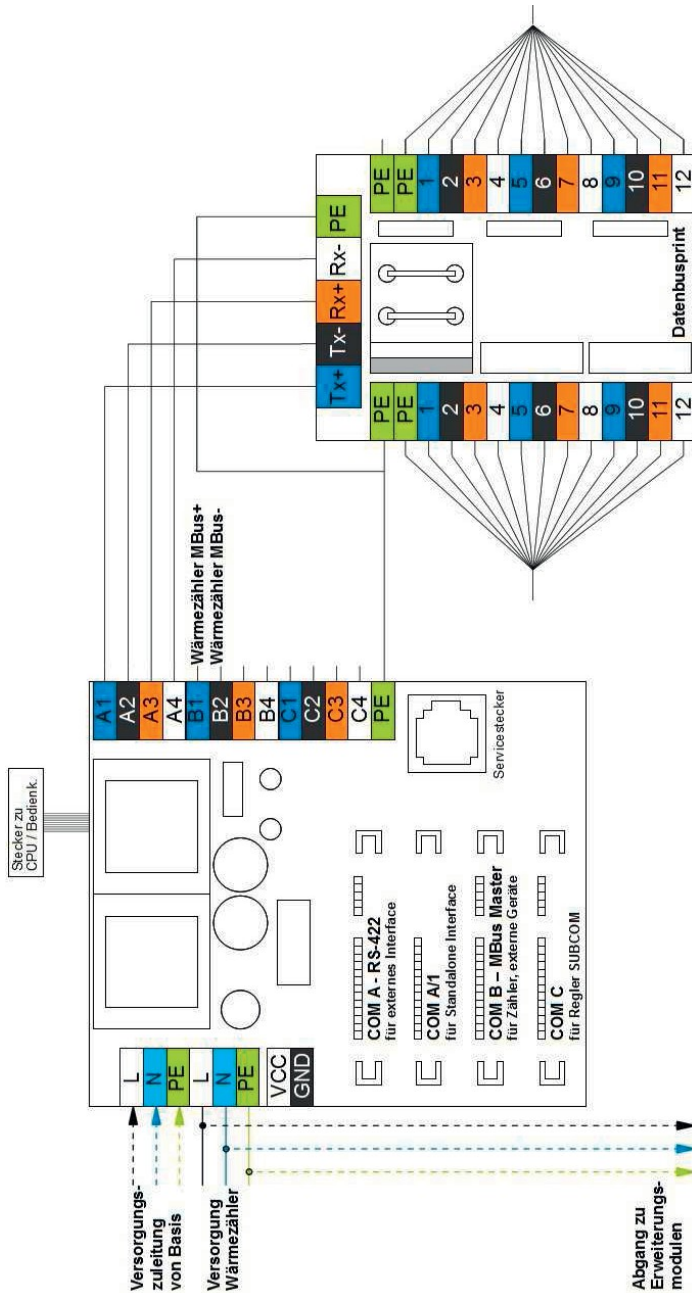 Stecker zu
CPU / Bedienk.
Versorgungs-
zuleitung
von Basis
Versorgung
Wärmezähler
Abgang zu
Erweiterungs-
modulen
L
N
PE
L
N
PE
VCC
GND
COM A - RS-422
für externes Interface
COM A/1
für Standalone Interface
COM B – MBus Master
für Zähler, externe Geräte
COM C
für Regler SUBCOM
Servicestecker
A1
A2
A3
A4
B1
B2
B3
B4
C1
C2
C3
C4
PE
Wärmezähler MBus+
Wärmezähler MBus-
Tx+
Tx-
Rx+
Rx-
PE
PE
PE
1
2
3
4
5
6
7
8
9
10
11
12
Datenbusprint
PE
PE
1
2
3
4
5
6
7
8
9
10
11
12